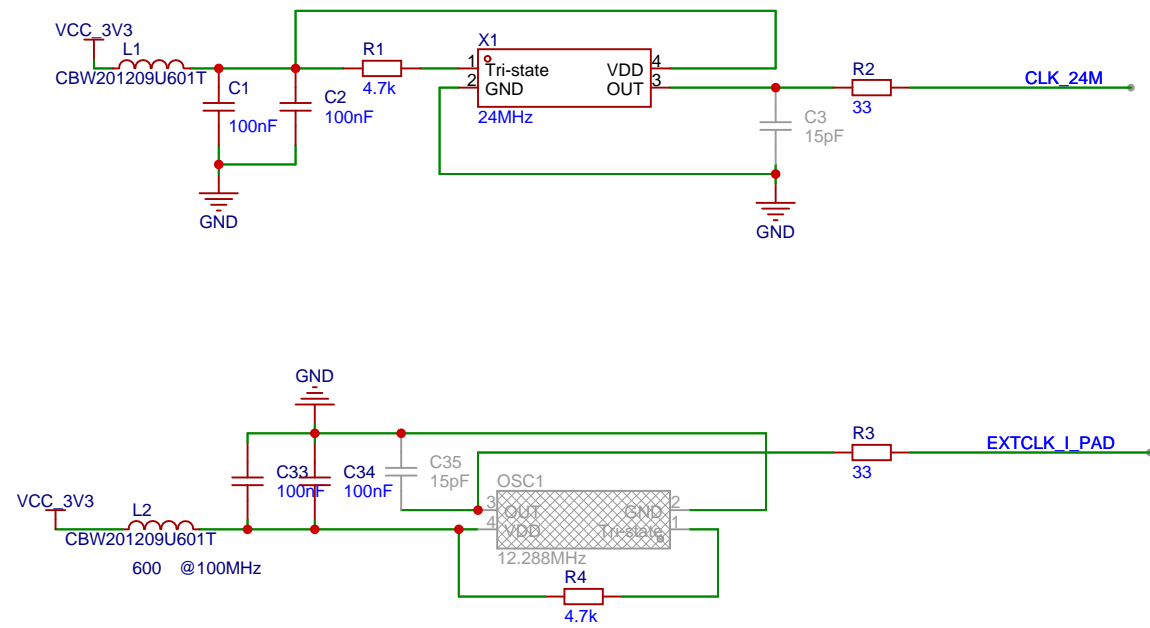 VCC_3V3
L1
CBW201209U601T
C1
100nF
C2
100nF
R1
4.7k
X1
1
Tri-state
2
GND
VDD
4
OUT
3
24MHz
C3
15pF
R2
33
CLK_24M
GND
GND
GND
C33
100nF
C34
100nF
C35
15pF
R3
33
EXTCLK_I_PAD
VCC_3V3
L2
CBW201209U601T
600 @100MHz
OSC1
3
OUT
4
VDD
GND
2
Tri-state
1
12.288MHz
R4
4.7k